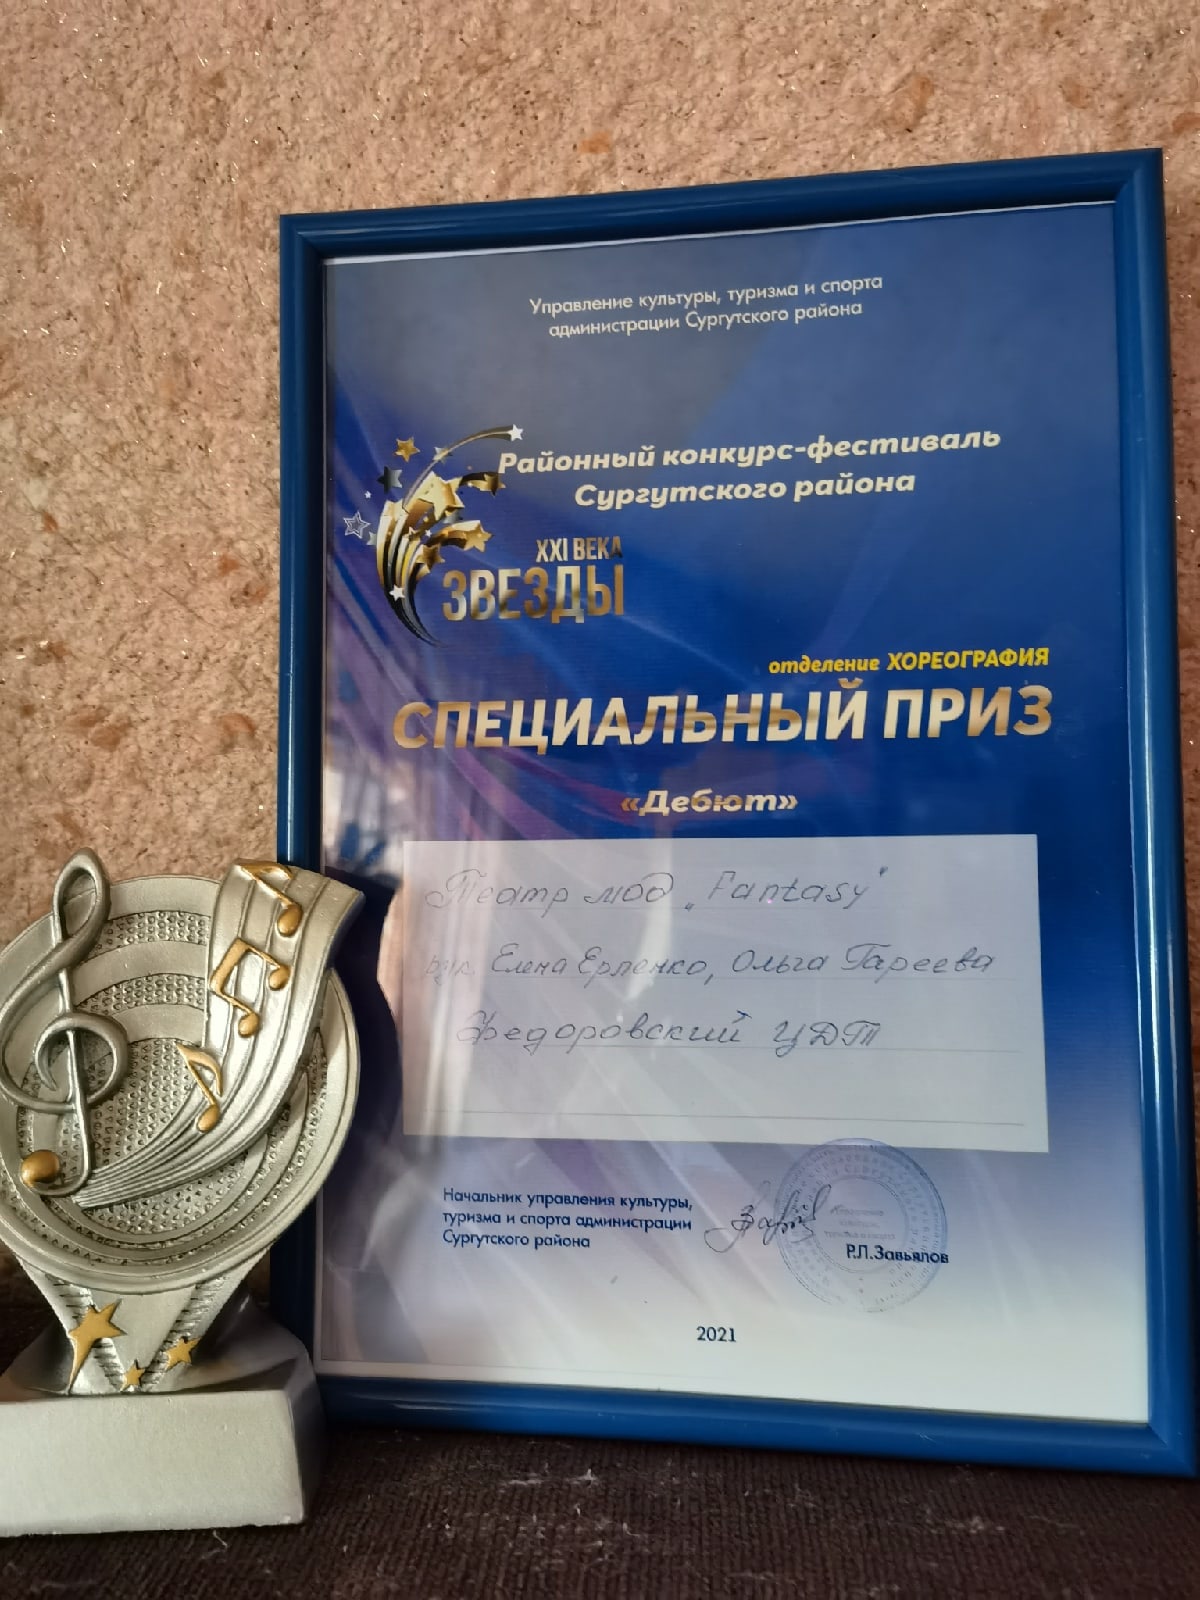 Управление культуры, туризма и спорта
администрации Сургутского района
Районный конкурс-фестиваль
Сургутского района
XXI ВЕКА
ЗВЕЗДЫ
отделение ХОРЕОГРАФИЯ
СПЕЦИАЛЬНЫЙ ПРИЗ
«Дебют»
Театр мод „Fantasy"
рук. Елена Ерленко, Ольга Гареева
Федоровский ЦДТ
Начальник управления культуры,
туризма и спорта администрации
Сургутского района
Р.Л.Завьялов
2021